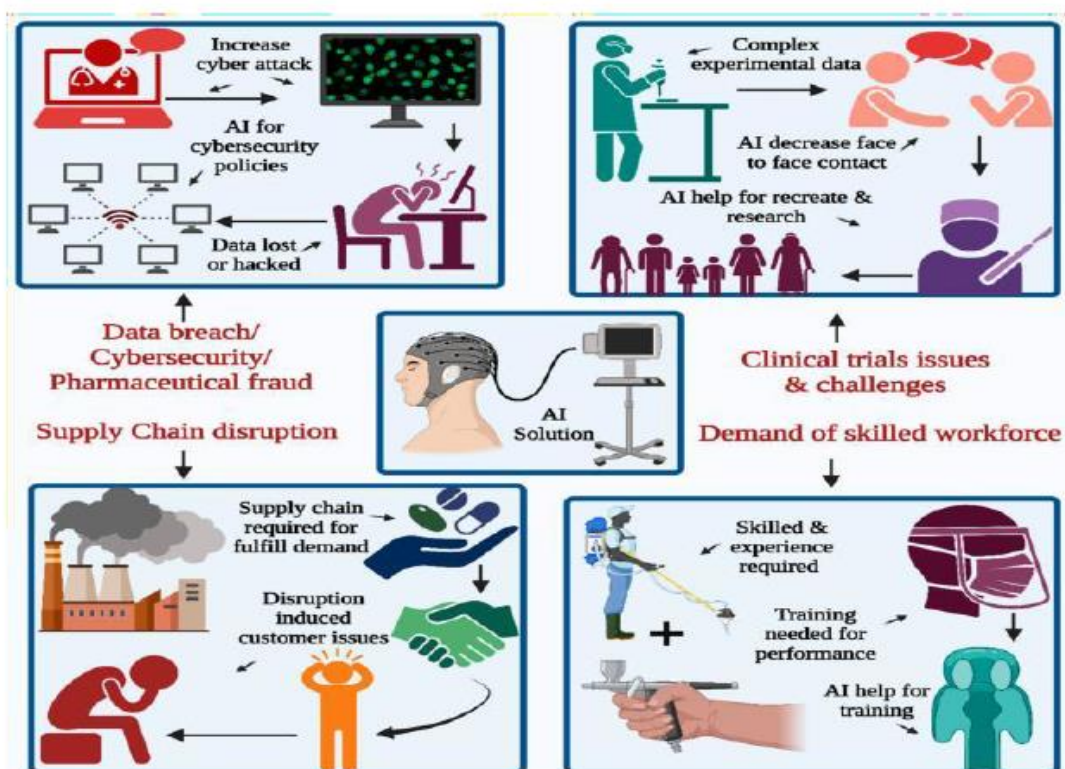 Increase
cyber attack
AI for
cybersecurity
policies
Data lost
or hacked
Complex
experimental data
AI decrease face
to face contact
AI help for recreate &
research
Data breach/
Cybersecurity/
Pharmaceutical fraud
Clinical trials issues
& challenges
AI
Solution
Supply Chain disruption
Demand of skilled workforce
Supply chain
required for
fulfill demand
Disruption
induced
customer issues
Skilled &
experience
required
Training
needed for
performance
AI help for
training